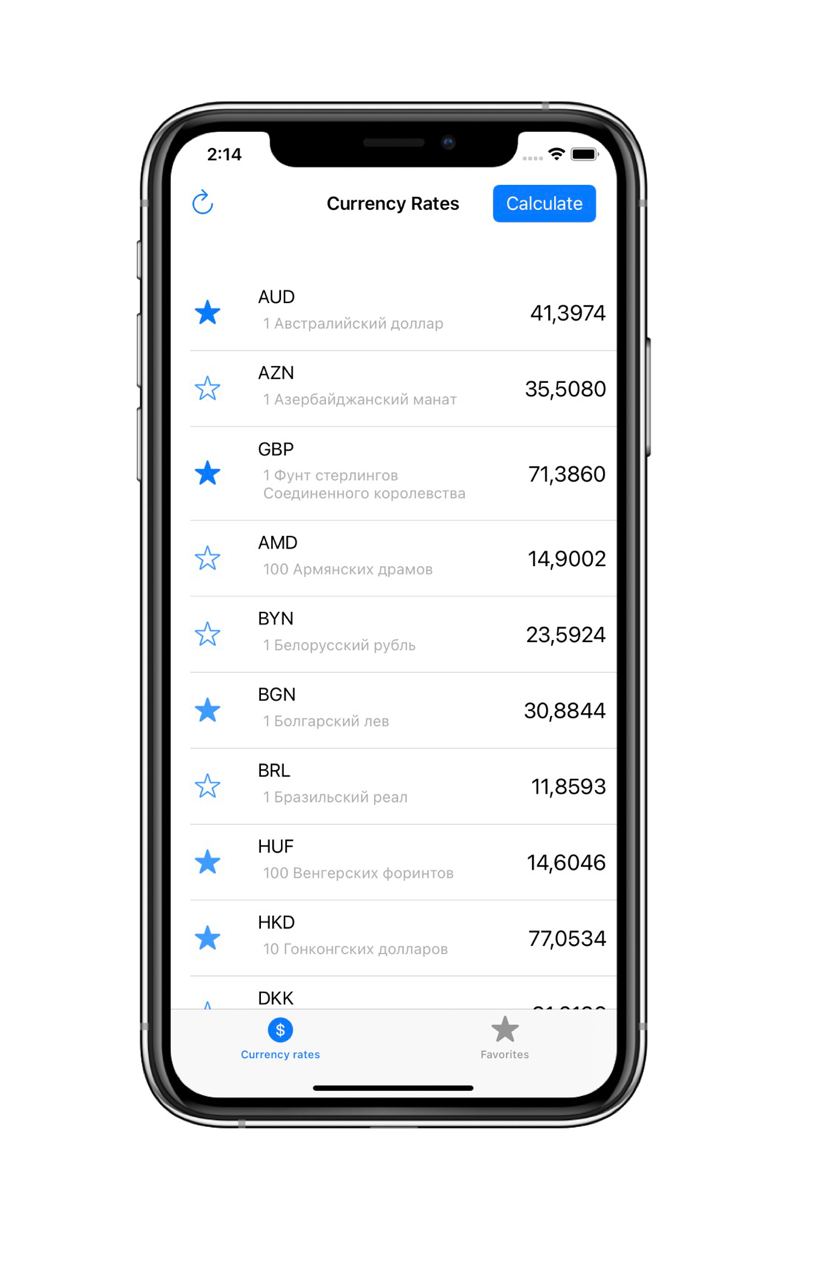 2:14
Currency Rates
Calculate
AUD
1 Австралийский доллар
41,3974
AZN
1 Азербайджанский манат
35,5080
GBP
1 Фунт стерлингов
Соединенного королевства
71,3860
AMD
100 Армянских драмов
14,9002
BYN
1 Белорусский рубль
23,5924
BGN
1 Болгарский лев
30,8844
BRL
1 Бразильский реал
11,8593
HUF
100 Венгерских форинтов
14,6046
HKD
10 Гонконгских долларов
77,0534
DKK
$
Currency rates
Favorites